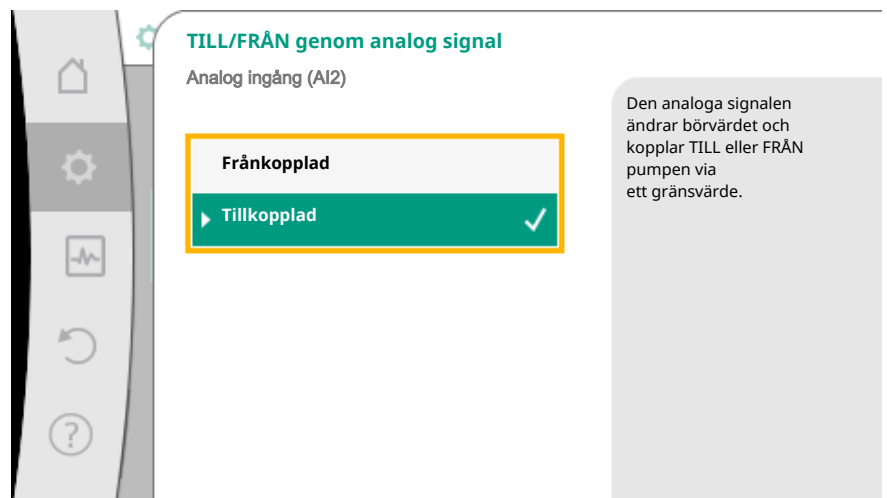 TILL/FRÅN genom analog signal
Analog ingång (AI2)
Frånkopplad
Tillkopplad
Den analoga signalen
ändrar börvärdet och
kopplar TILL eller FRÅN
pumpen via
ett gränsvärde.
?